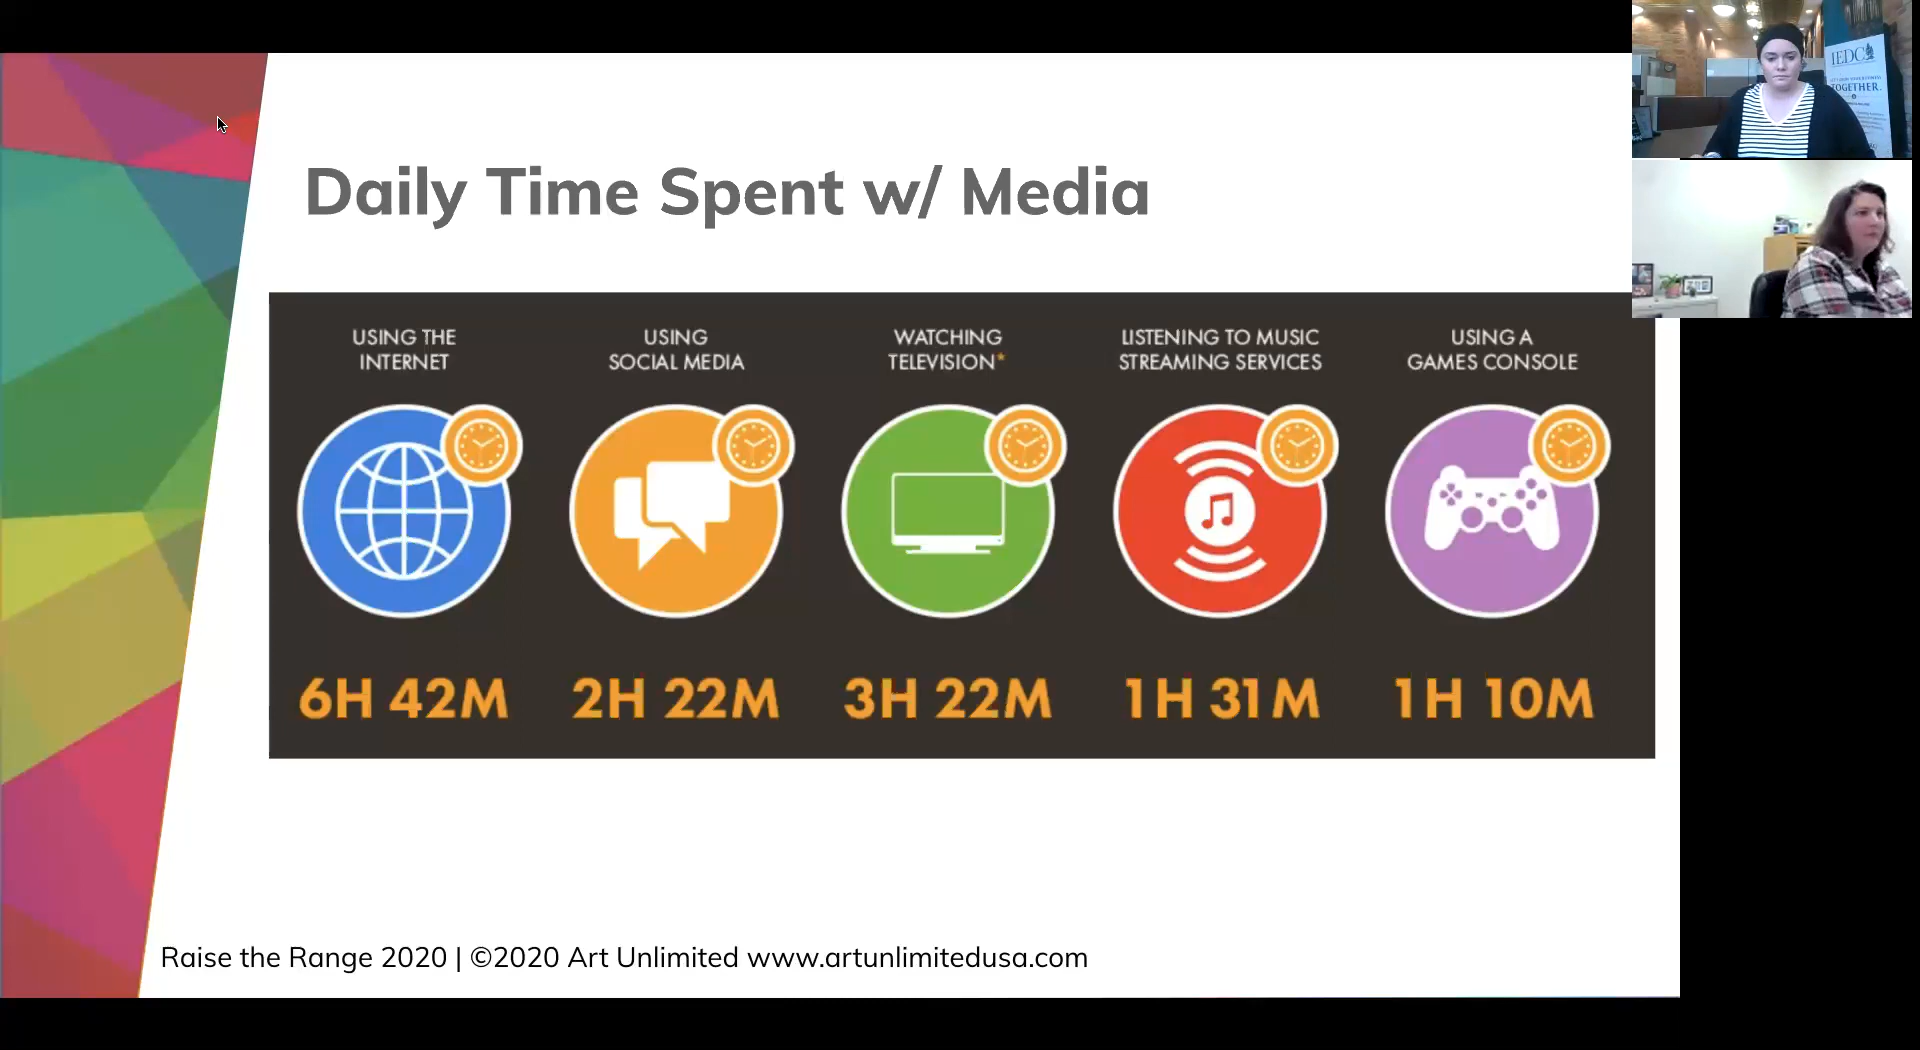 Daily Time Spent w/ Media
USING THE
INTERNET
USING
SOCIAL MEDIA
WATCHING
TELEVISION*
LISTENING TO MUSIC
STREAMING SERVICES
USING A
GAMES CONSOLE
6H 42M
2H 22M
3H 22M
1H 31M
1H 10M
Raise the Range 2020 | ©2020 Art Unlimited www.artunlimitedusa.com
IEDC
TOGETHER.